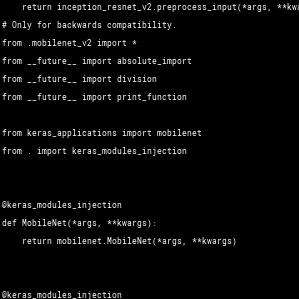 return inception_resnet_v2.preprocess_input(*args, **kwa
# Only for backwards compatibility.
from .mobilenet_v2 import *
from __future__ import absolute_import
from __future__ import division
from __future__ import print_function
from keras_applications import mobilenet
from . import keras_modules_injection
@keras_modules_injection
def MobileNet(*args, **kwargs):
return mobilenet.MobileNet(*args, **kwargs)
@keras_modules_injection